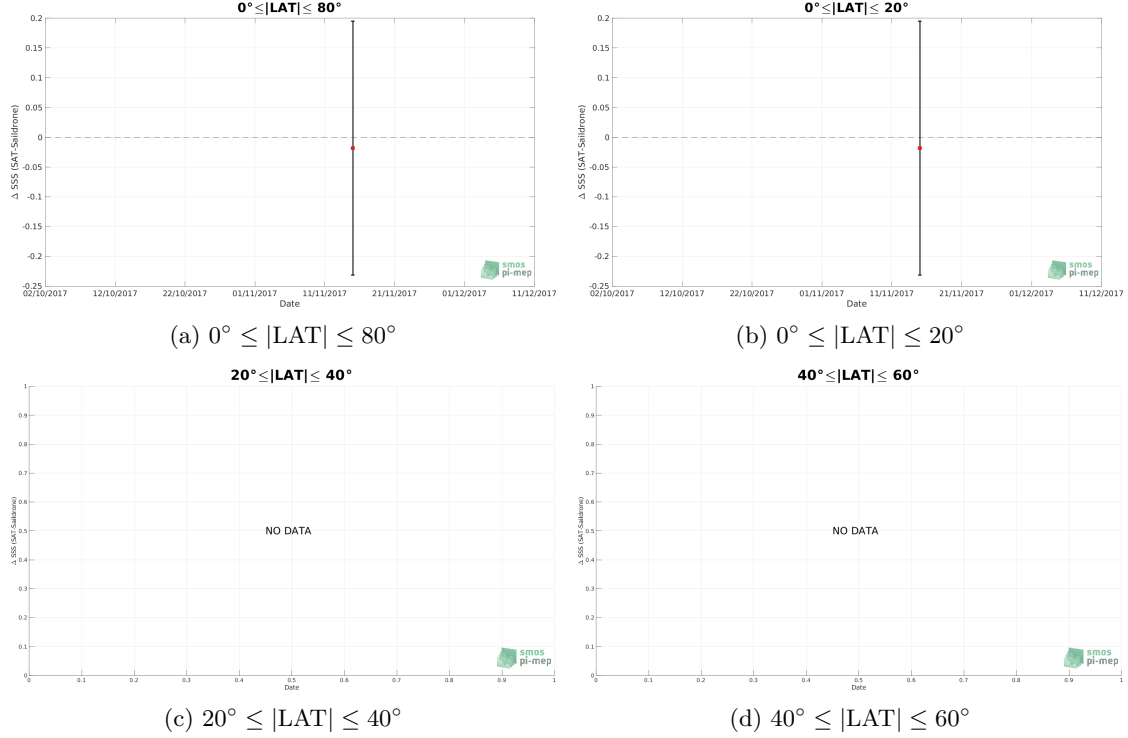 0°≤|LAT|≤ 80°
0.2
0.15
0.1
0.05
0
-0.05
-0.1
-0.15
-0.2
-0.25
Δ SSS (SAT-Saildrone)
02/10/2017 12/10/2017 22/10/2017 01/11/2017 11/11/2017 21/11/2017 01/12/2017 11/12/2017
Date
smos
pi-mep
(a) 0° ≤ |LAT| ≤ 80°
0°≤|LAT|≤ 20°
0.2
0.15
0.1
0.05
0
-0.05
-0.1
-0.15
-0.2
-0.25
Δ SSS (SAT-Saildrone)
02/10/2017 12/10/2017 22/10/2017 01/11/2017 11/11/2017 21/11/2017 01/12/2017 11/12/2017
Date
smos
pi-mep
(b) 0° ≤ |LAT| ≤ 20°
20°≤|LAT|≤ 40°
1
0.9
0.8
0.7
0.6
0.5
0.4
0.3
0.2
0.1
0
Δ SSS (SAT-Saildrone)
NO DATA
0 0.1 0.2 0.3 0.4 0.5 0.6 0.7 0.8 0.9 1
Date
smos
pi-mep
(c) 20° ≤ |LAT| ≤ 40°
40°≤|LAT|≤ 60°
1
0.9
0.8
0.7
0.6
0.5
0.4
0.3
0.2
0.1
0
Δ SSS (SAT-Saildrone)
NO DATA
0 0.1 0.2 0.3 0.4 0.5 0.6 0.7 0.8 0.9 1
Date
smos
pi-mep
(d) 40° ≤ |LAT| ≤ 60°